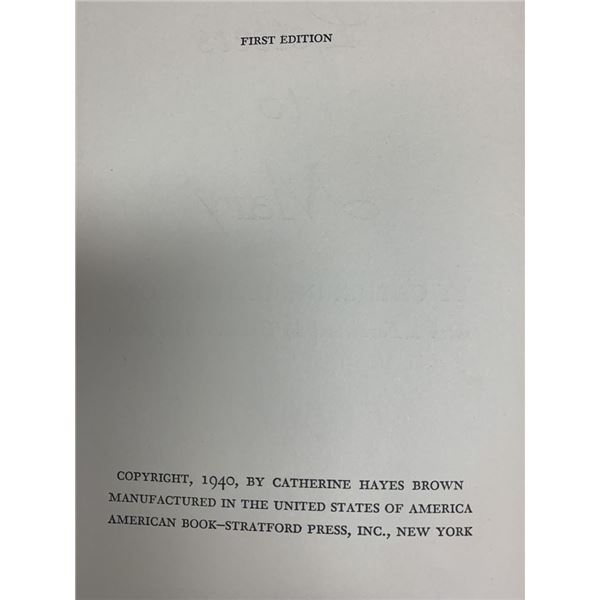 FIRST EDITION
COPYRIGHT, 1940, BY CATHERINE HAYES BROWN
MANUFACTURED IN THE UNITED STATES OF AMERICA
AMERICAN BOOK—STRATFORD PRESS, INC., NEW YORK